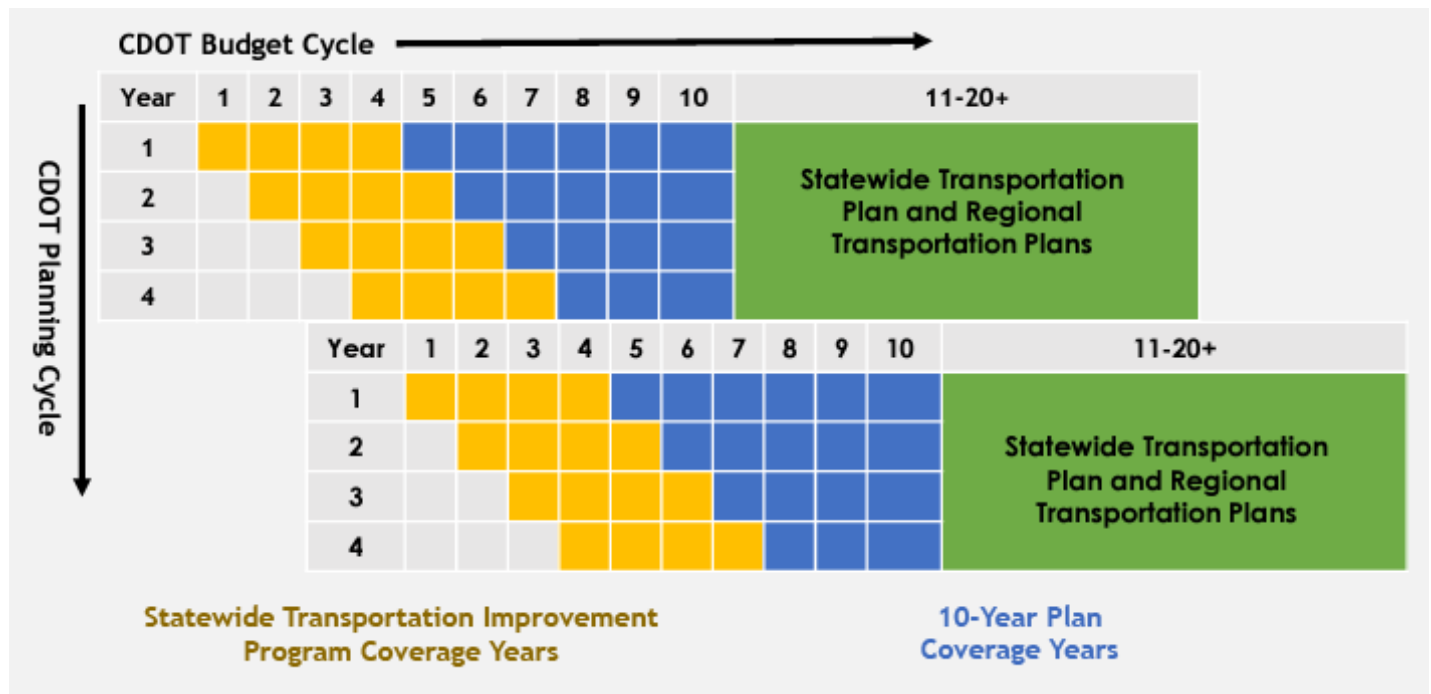 CDOT Budget Cycle
CDOT Planning Cycle
Year 1 2 3 4 5 6 7 8 9 10 11-20+
1
2
3
4
Statewide Transportation
Plan and Regional
Transportation Plans
Year 1 2 3 4 5 6 7 8 9 10 11-20+
1
2
3
4
Statewide Transportation
Plan and Regional
Transportation Plans
Statewide Transportation Improvement
Program Coverage Years
10-Year Plan
Coverage Years